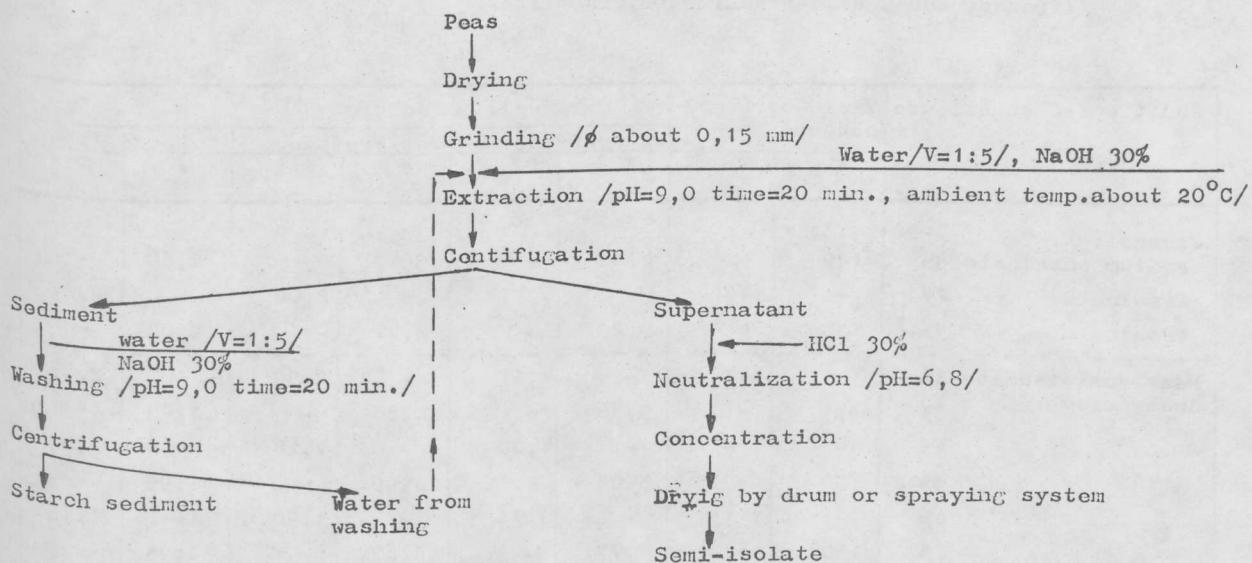 Peas
Drying
Grinding /ø about 0,15 mm/
Water/V=1:5/, NaOH 30%
Extraction /pH=9,0 time=20 min., ambient temp.about 20°C/
Contifugation
Sediment
Supernatant
water /V=1:5/
NaOH 30%
HCl 30%
Washing /pH=9,0 time=20 min./
Neutralization /pH=6,8/
Centrifugation
Concentration
Starch sediment
Water from
washing
Dryig by drum or spraying system
Semi-isolate